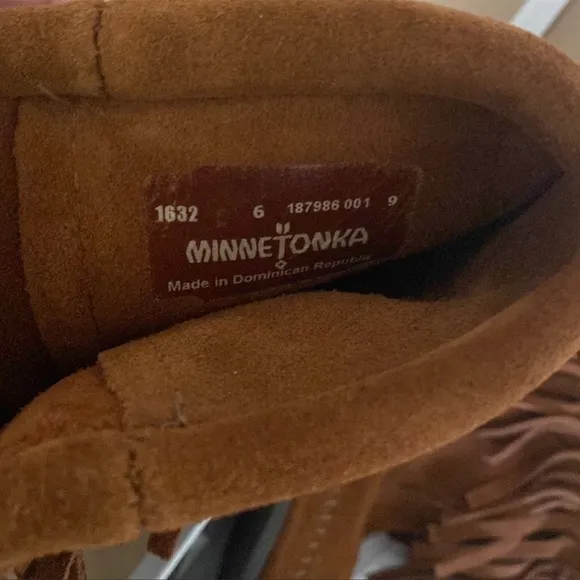 1632 6 187986 001 9
MINNETONKA
Made in Dominican Republic